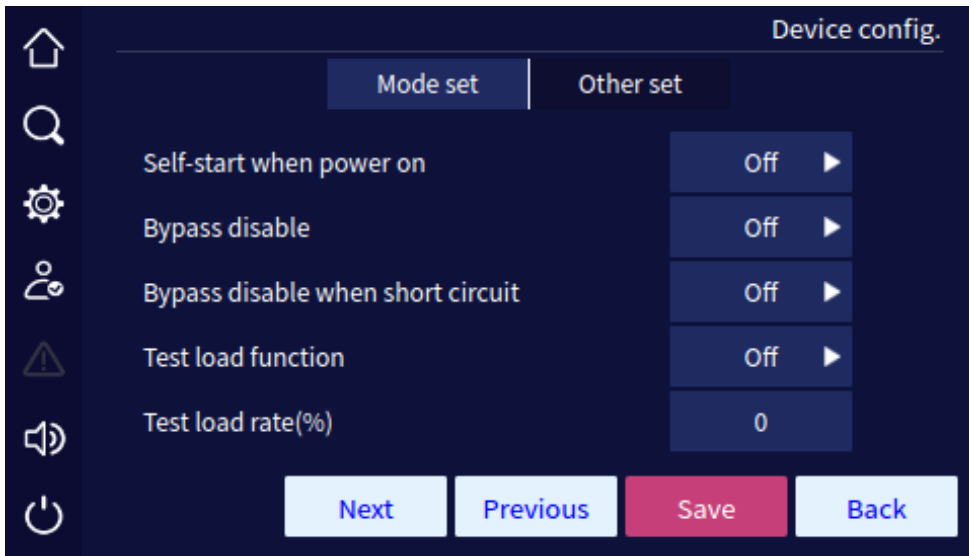 Device config.
Mode set Other set
Self-start when power on Off
Bypass disable Off
Bypass disable when short circuit Off
Test load function Off
Test load rate(%) 0
Next Previous Save Back